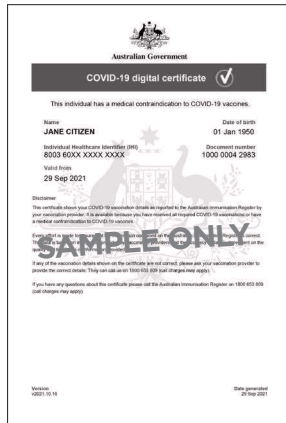 Australian Government
COVID-19 digital certificate
This individual has a medical contraindication to COVID-19 vaccines.
Name
JANE CITIZEN
Date of birth
01 Jan 1950
Individual Healthcare Identifier (IHI)
8003 60XX XXXX XXXX
Document number
1000 0004 2983
Valid from
29 Sep 2021
Disclaimer
This certificate shows your COVID-19 vaccination details as reported to the Australian Immunisation Register by
your vaccination provider. It is available because you have received all required COVID-19 vaccinations or have
a medical contraindication to COVID-19 vaccines.
SAMPLE ONLY
If any of the vaccination details shown on the certificate are not correct, please ask your vaccination provider to
provide the correct details. They can call us on 1800 653 809 (call charges may apply).
If you have any questions about this certificate please call the Australian Immunisation Register on 1800 653 809
(call charges may apply).
Version
v2021.10.16
Date generated
29 Sep 2021